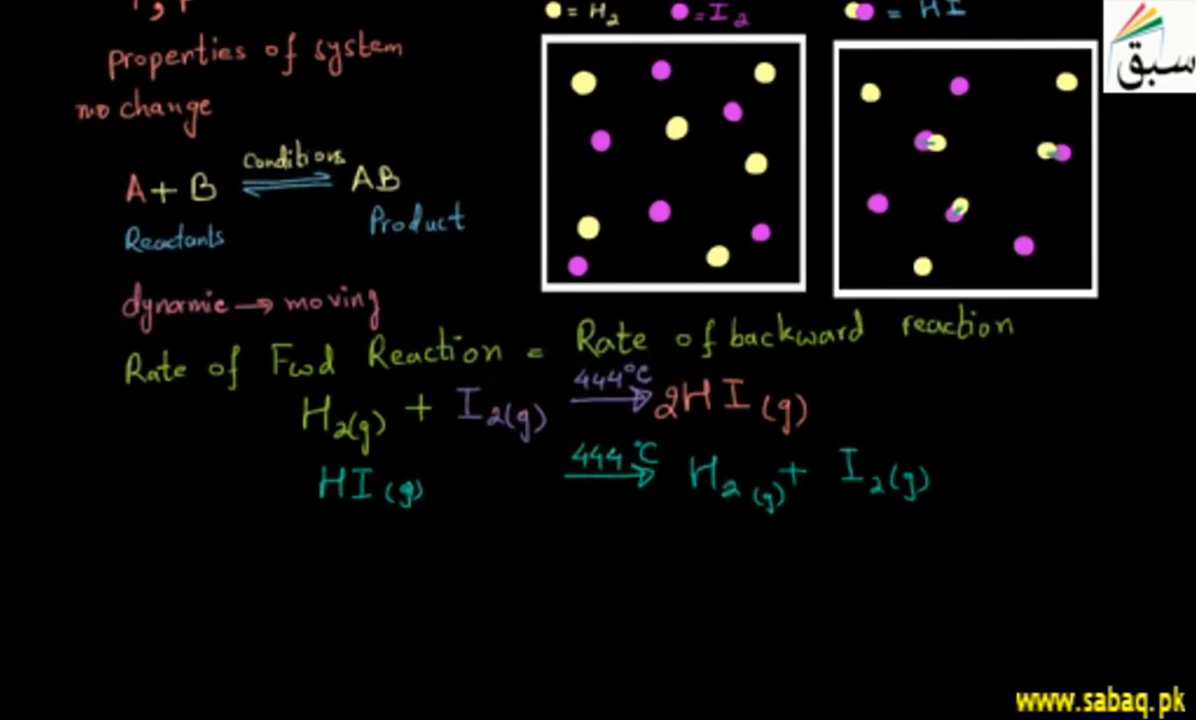 = H₂ = I₂ = HI
سبق
properties of system
no change
A + B ⇌ AB
Conditions
Reactants Product
dynamic → moving
Rate of Fwd Reaction = Rate of backward reaction
H₂(g) + I₂(g) 444°C → 2HI(g)
HI(g) 444°C → H₂(g) + I₂(g)
www.sabaq.pk